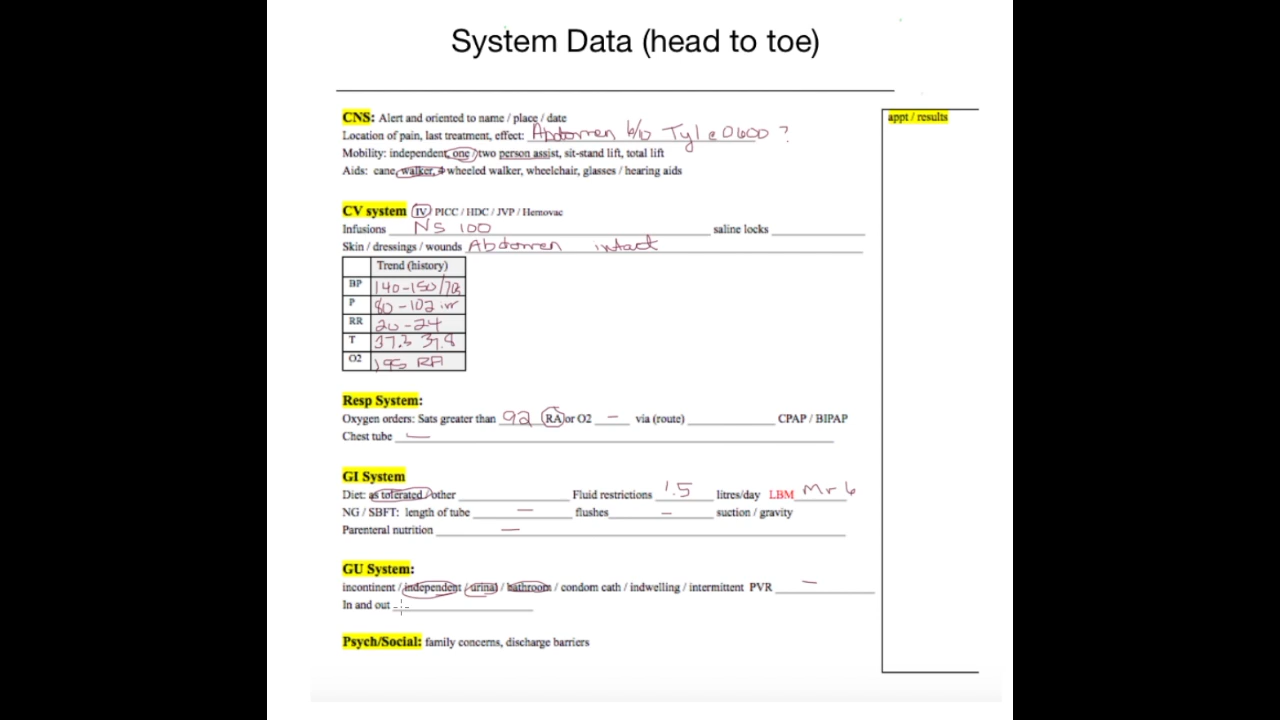 System Data (head to toe)
CNS: Alert and oriented to name / place / date
Location of pain, last treatment, effect: Abdomen Tyl @ 0600 ?
Mobility: independent, one / two person assist, sit-stand lift, total lift
Aids: cane, walker, 4 wheeled walker, wheelchair, glasses / hearing aids
CV system IV PICC / HDC / JVP / Hemovac
Infusions NS 100 saline locks
Skin / dressings / wounds Abdomen intact
Trend (history)
BP 140-150/70
P 80-102 irr
RR 20-24
T 37.3 37.8
O2 95 RA
Resp System:
Oxygen orders: Sats greater than 92 RA or O2 — via (route) CPAP / BIPAP
Chest tube —
GI System
Diet: as tolerated / other Fluid restrictions 1.5 litres/day LBM Mr 6
NG / SBFT: length of tube — flushes — suction / gravity
Parenteral nutrition —
GU System:
incontinent / independent / urinal / bathroom / condom cath / indwelling / intermittent PVR —
In and out
Psych/Social: family concerns, discharge barriers
appt / results